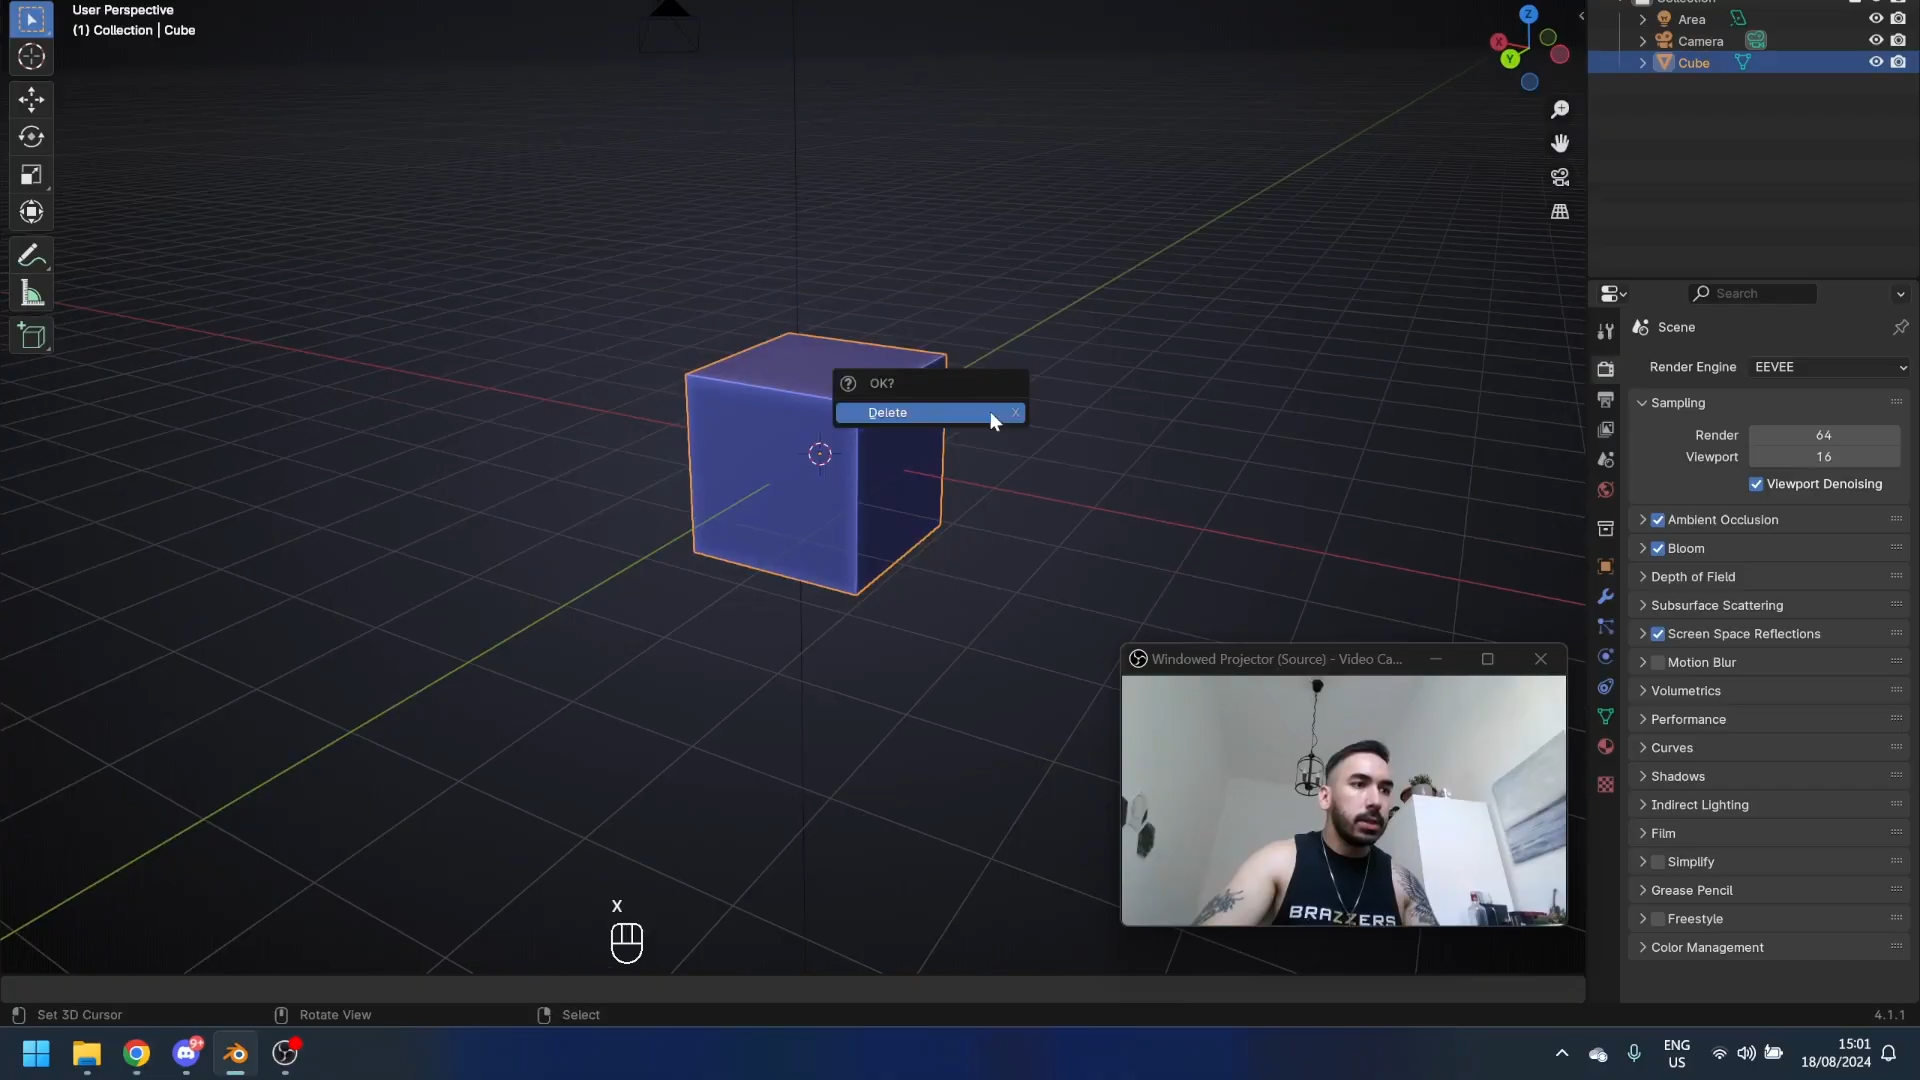 User Perspective
(1) Collection | Cube
Z
X
Y
Area
Camera
Cube
Search
Scene
Render Engine EEVEE
Sampling
Render 64
Viewport 16
Viewport Denoising
Ambient Occlusion
Bloom
Depth of Field
Subsurface Scattering
Screen Space Reflections
Motion Blur
Volumetrics
Performance
Curves
Shadows
Indirect Lighting
Film
Simplify
Grease Pencil
Freestyle
Color Management
OK?
Delete X
Windowed Projector (Source) - Video Ca...
BRAZZERS
X
Set 3D Cursor Rotate View Select 4.1.1
9+
ENG
US
15:01
18/08/2024